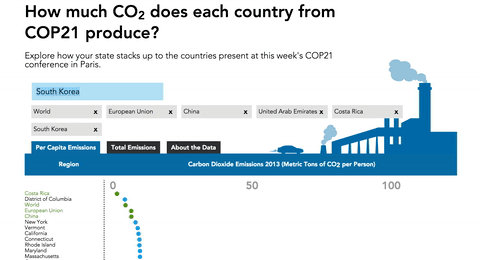 How much CO₂ does each country from
COP21 produce?
Explore how your state stacks up to the countries present at this week's COP21
conference in Paris.
South Korea
World x European Union x China x United Arab Emirates x Costa Rica x
South Korea x
Per Capita Emissions Total Emissions About the Data
Region Carbon Dioxide Emissions 2013 (Metric Tons of CO₂ per Person)
0 50 100
Costa Rica
District of Columbia
World
European Union
China
New York
Vermont
California
Connecticut
Rhode Island
Maryland
Massachusetts